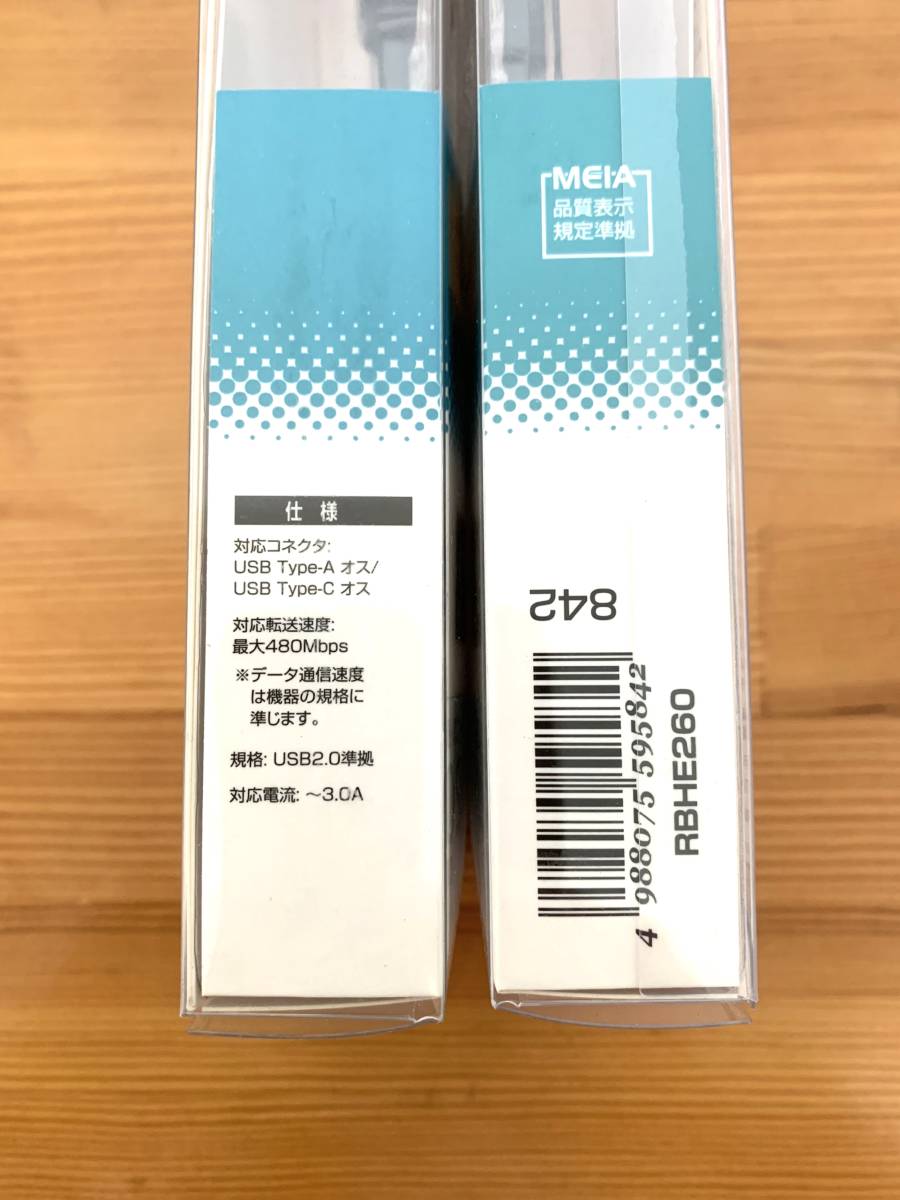 仕 様
対応コネクタ:
USB Type-A オス/
USB Type-C オス
対応転送速度:
最大480Mbps
※データ通信速度
は機器の規格に
準じます。
規格: USB2.0準拠
対応電流: 〜3.0A
MEIA
品質表示
規定準拠
842
4 988075 595842
RBHE260